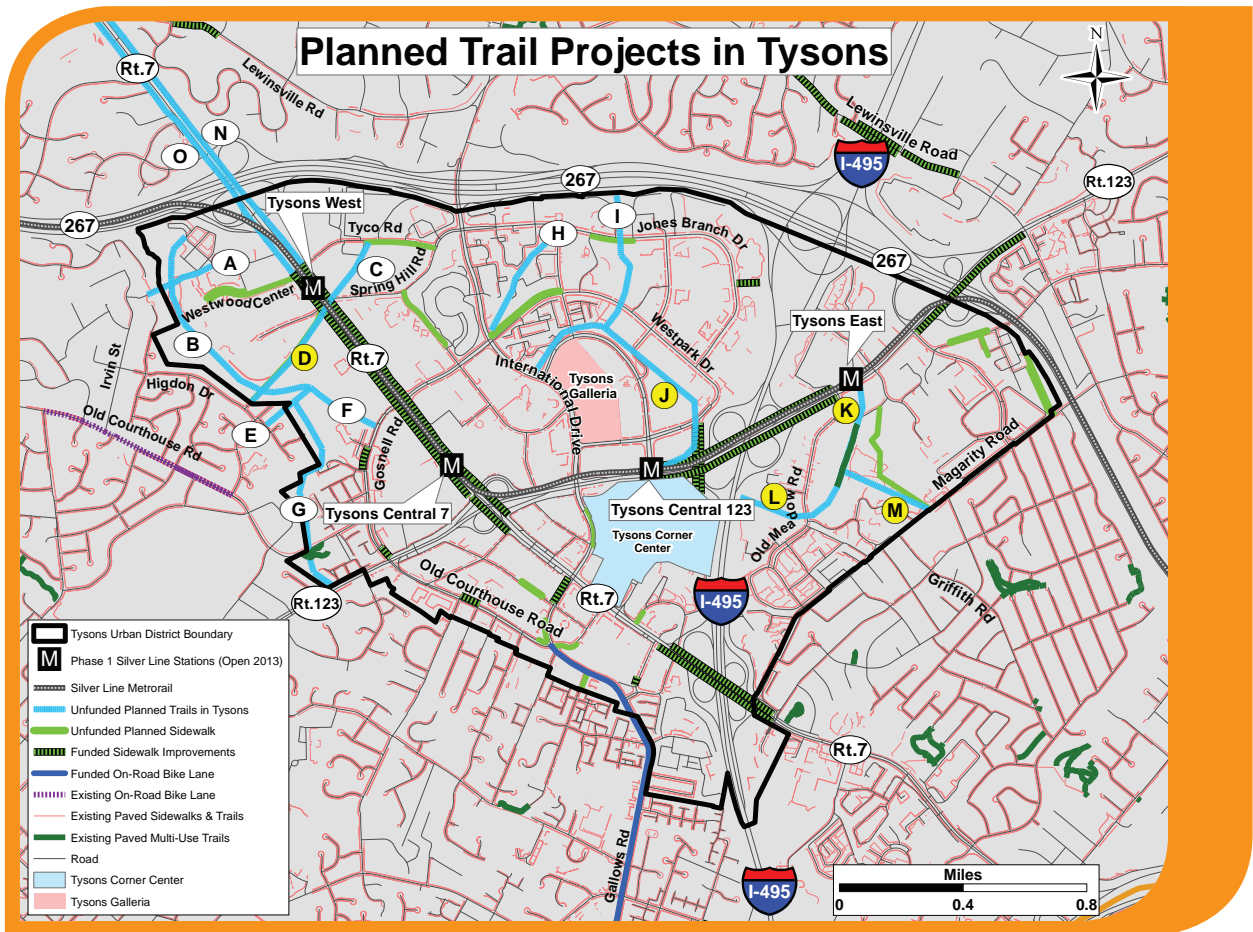 Planned Trail Projects in Tysons
N
Rt.7
Lewinsville Rd
Lewinsville Road
I-495
Rt.123
N
O
267
267
Tysons West
Tyco Rd
H
I
Jones Branch Dr
267
A
C
Spring Hill Rd
Westwood Center
M
Tysons East
B
D
Rt.7
Westpark Dr
Irvin St
Higdon Dr
International Drive
Tysons
Galleria
J
M
K
F
E
Old Courthouse Rd
Gosnell Rd
Magarity Road
M
M
G
Tysons Central 7
Tysons Central 123
L
Old Meadow Rd
M
Tysons Corner
Center
Old Courthouse Road
Rt.7
I-495
Griffith Rd
Rt.123
Rt.7
Gallows Rd
I-495
Tysons Urban District Boundary
M
Phase 1 Silver Line Stations (Open 2013)
Silver Line Metrorail
Unfunded Planned Trails in Tysons
Unfunded Planned Sidewalk
Funded Sidewalk Improvements
Funded On-Road Bike Lane
Existing On-Road Bike Lane
Existing Paved Sidewalks & Trails
Existing Paved Multi-Use Trails
Road
Tysons Corner Center
Tysons Galleria
Miles
0 0.4 0.8